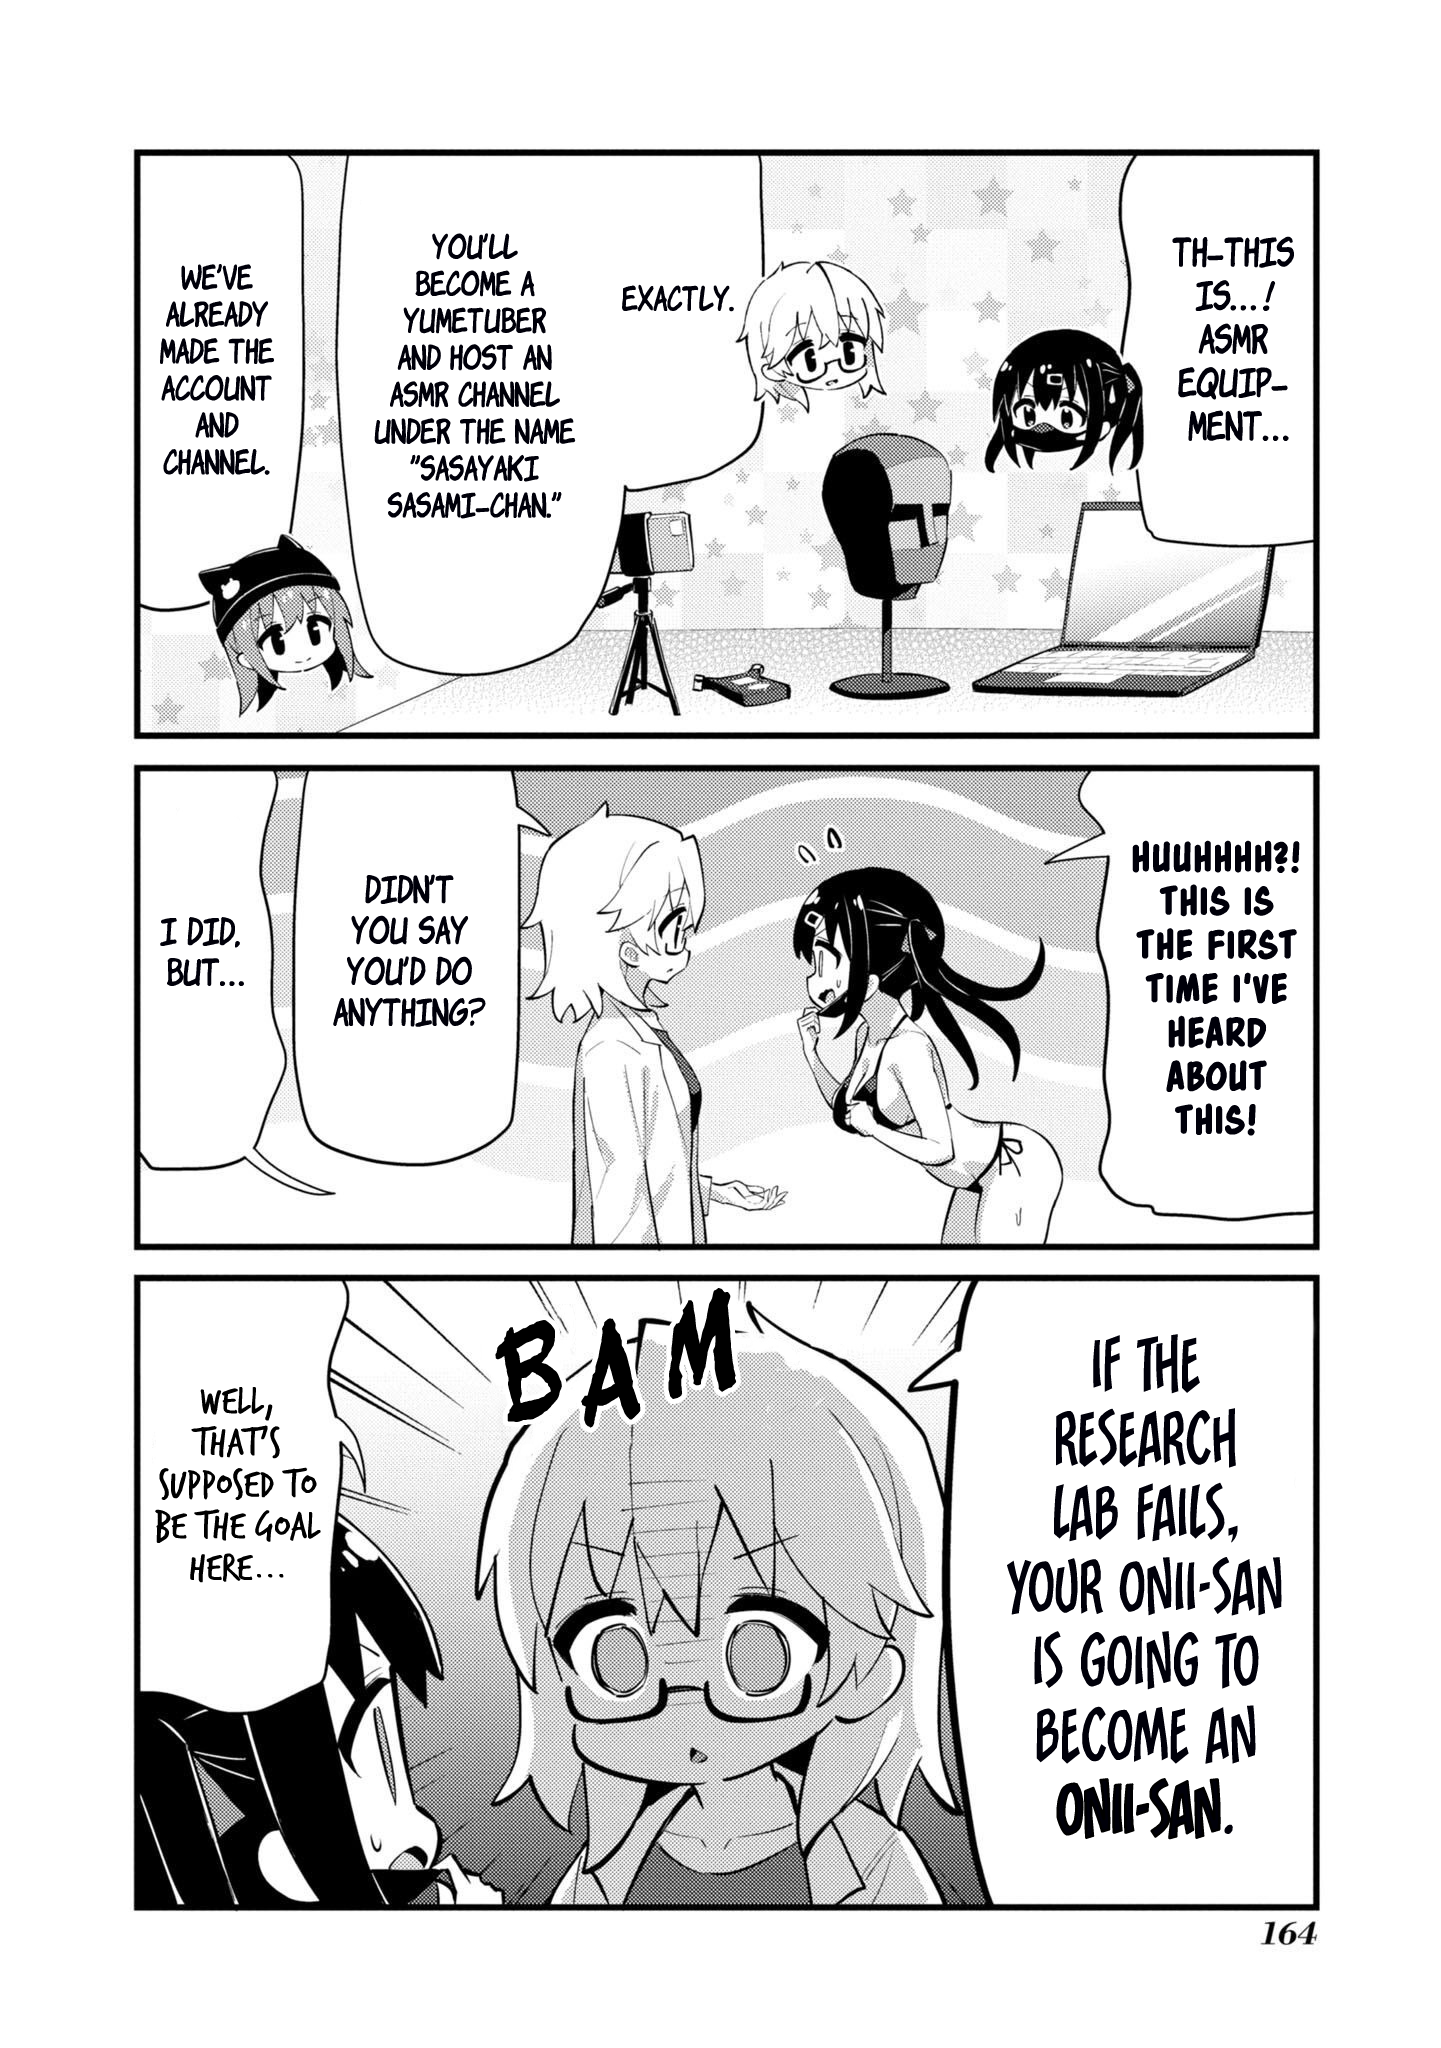 TH-THIS
IS...!
ASMR
EQUIP-
MENT...
EXACTLY.
YOU'LL
BECOME A
YUMETUBER
AND HOST AN
ASMR CHANNEL
UNDER THE NAME
"SASAYAKI
SASAMI-CHAN."
WE'VE
ALREADY
MADE THE
ACCOUNT
AND
CHANNEL.
HUUHHHH?!
THIS IS
THE FIRST
TIME I'VE
HEARD
ABOUT
THIS!
DIDN'T
YOU SAY
YOU'D DO
ANYTHING?
I DID.
BUT...
IF THE
RESEARCH
LAB FAILS,
YOUR ONII-SAN
IS GOING TO
BECOME AN
ONII-SAN.
BAM
WELL,
THAT'S
SUPPOSED TO
BE THE GOAL
HERE...
164